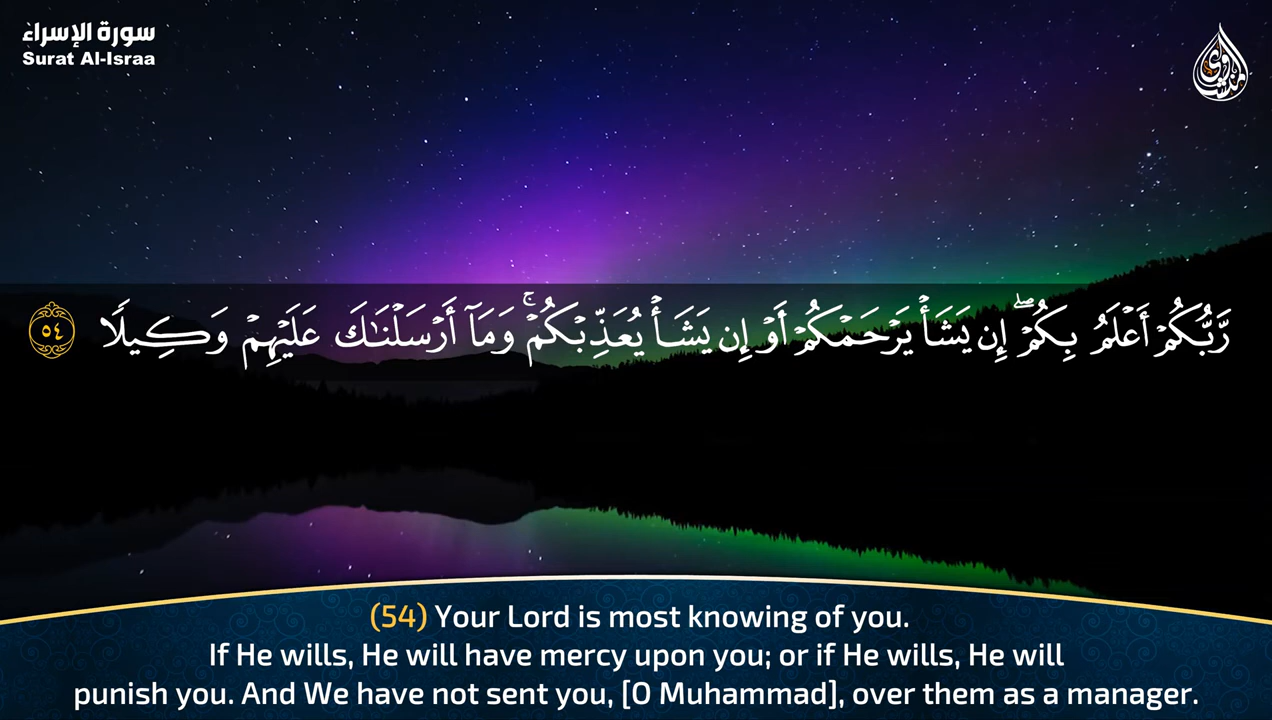 سورة الإسراء
Surat Al-Israa
المنشاوي
رَّبُّكُمْ أَعْلَمُ بِكُمْ ۖ إِن يَشَأْ يَرْحَمْكُمْ أَوْ إِن يَشَأْ يُعَذِّبْكُمْ ۚ وَمَآ أَرْسَلْنَـٰكَ عَلَيْهِمْ وَكِيلًا ٥٤
(54) Your Lord is most knowing of you.
If He wills, He will have mercy upon you; or if He wills, He will
punish you. And We have not sent you, [O Muhammad], over them as a manager.